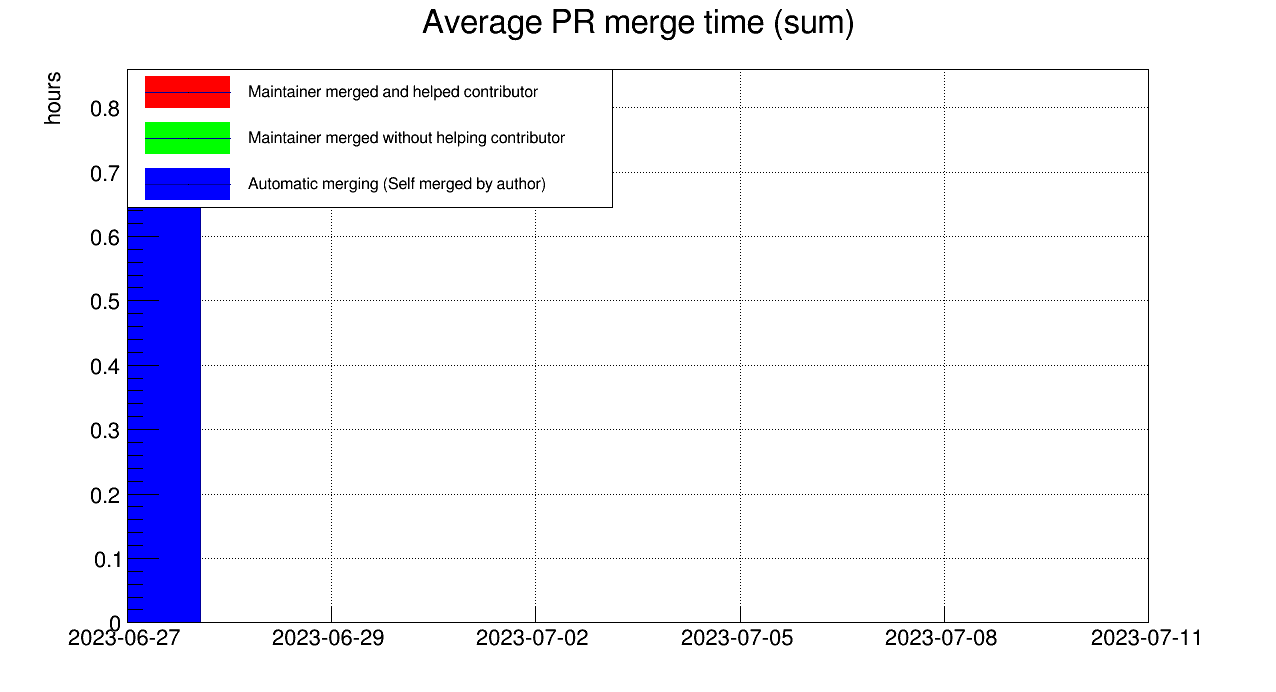 Average PR merge time (sum)
hours
Maintainer merged and helped contributor
Maintainer merged without helping contributor
Automatic merging (Self merged by author)
0.8
0.7
0.6
0.5
0.4
0.3
0.2
0.1
0
2023-06-27 2023-06-29 2023-07-02 2023-07-05 2023-07-08 2023-07-11